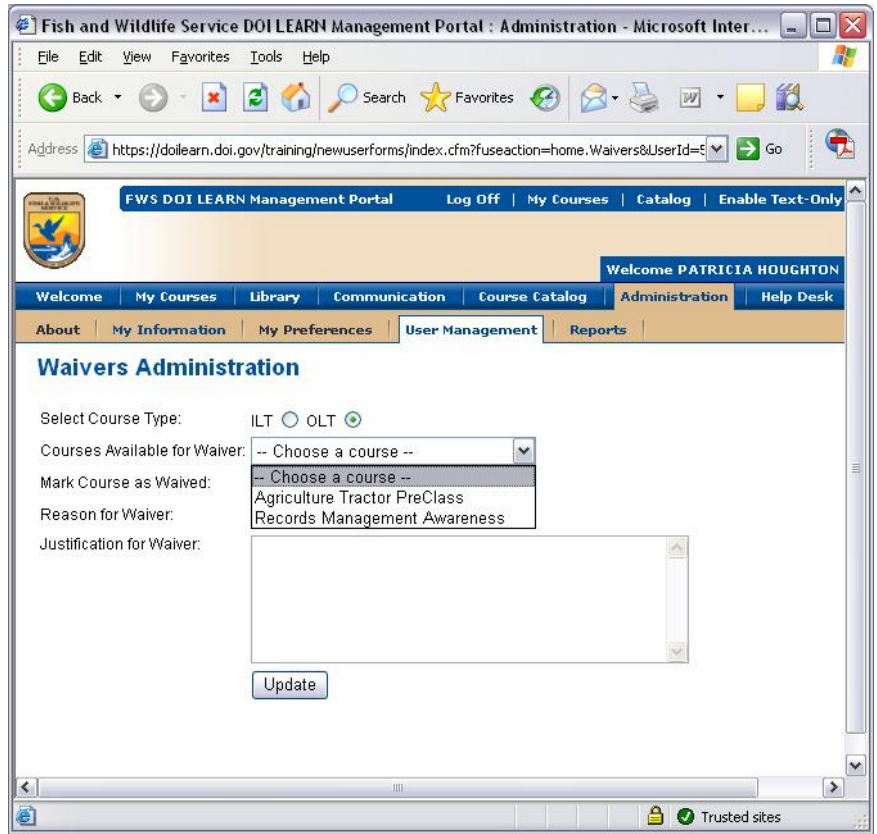 Fish and Wildlife Service DOI LEARN Management Portal : Administration - Microsoft Inter...
File Edit View Favorites Tools Help
Back Search Favorites
Address https://doilearn.doi.gov/training/newuserforms/index.cfm?fuseaction=home.Waivers&UserId=5 Go
U.S.
FISH & WILDLIFE
SERVICE
FWS DOI LEARN Management Portal Log Off | My Courses | Catalog | Enable Text-Only
Welcome PATRICIA HOUGHTON
Welcome My Courses Library Communication Course Catalog Administration Help Desk
About My Information My Preferences User Management Reports
Waivers Administration
Select Course Type: ILT OLT
Courses Available for Waiver: -- Choose a course --
Mark Course as Waived: -- Choose a course --
Agriculture Tractor PreClass
Reason for Waiver: Records Management Awareness
Justification for Waiver:
Update
Trusted sites